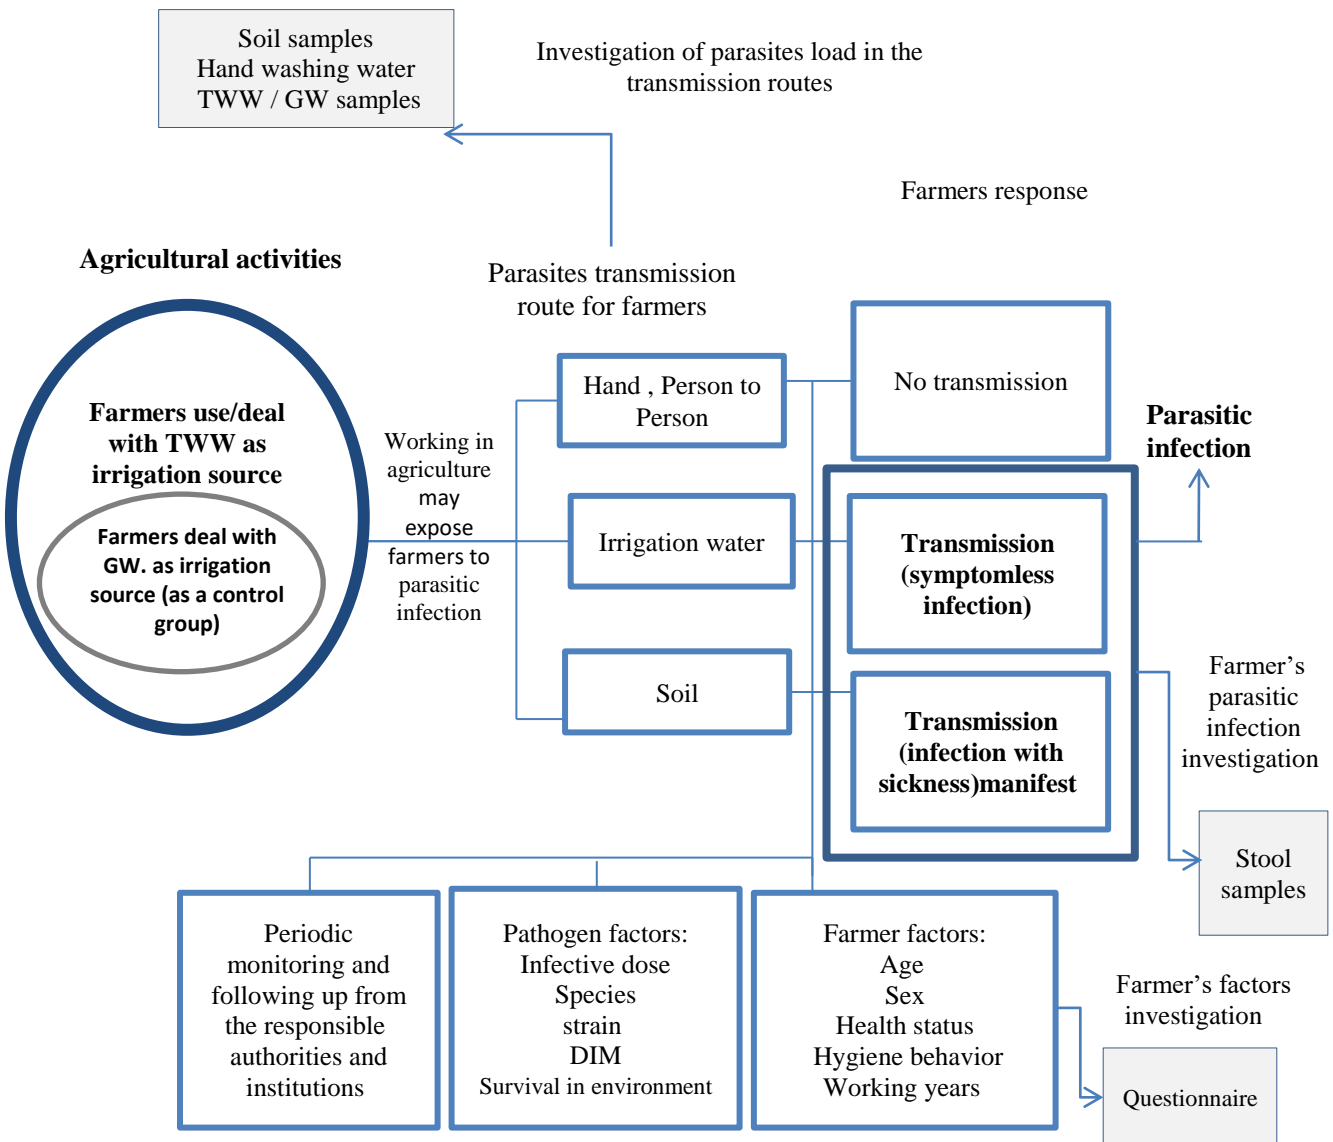 Soil samples
Hand washing water
TWW / GW samples
Investigation of parasites load in the
transmission routes
Farmers response
Agricultural activities
Parasites transmission
route for farmers
Farmers use/deal
with TWW as
irrigation source
Farmers deal with
GW. as irrigation
source (as a control
group)
Working in
agriculture
may
expose
farmers to
parasitic
infection
Hand , Person to
Person
Irrigation water
Soil
No transmission
Transmission
(symptomless
infection)
Transmission
(infection with
sickness)manifest
Parasitic
infection
Farmer’s
parasitic
infection
investigation
Stool
samples
Periodic
monitoring and
following up from
the responsible
authorities and
institutions
Pathogen factors:
Infective dose
Species
strain
DIM
Survival in environment
Farmer factors:
Age
Sex
Health status
Hygiene behavior
Working years
Farmer’s factors
investigation
Questionnaire